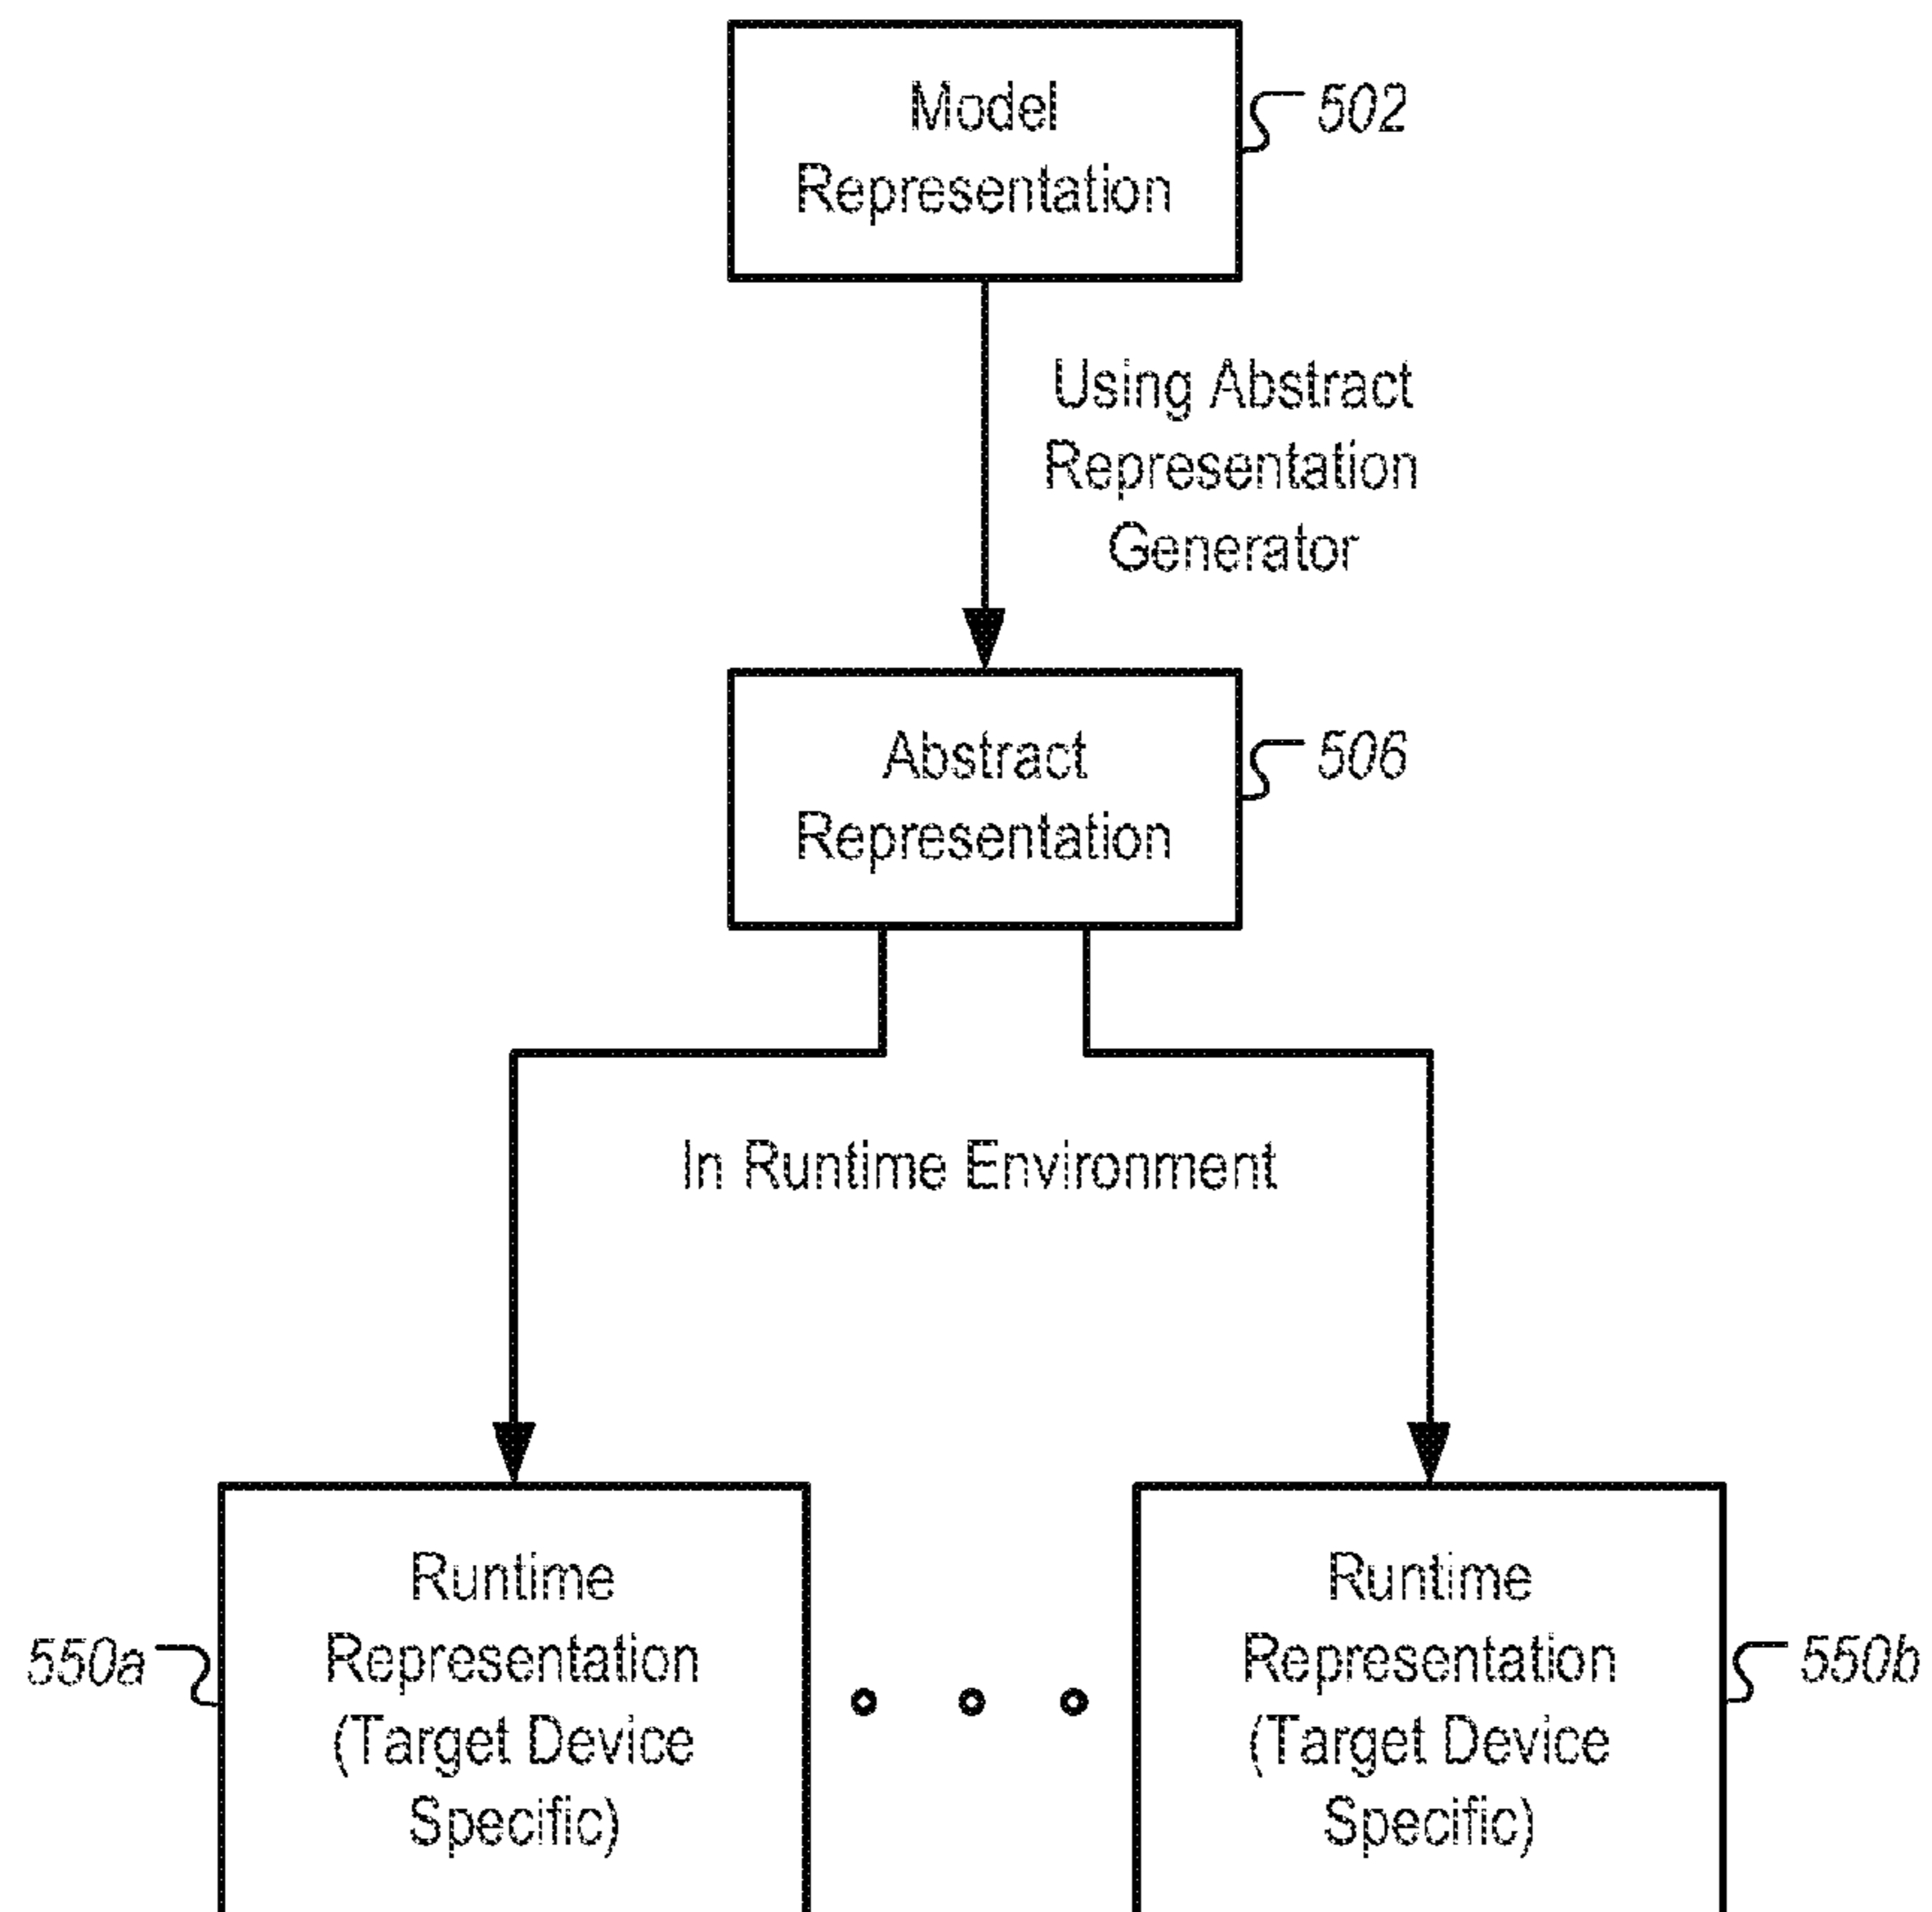 Model
Representation
502
Using Abstract
Representation
Generator
Abstract
Representation
506
In Runtime Environment
Runtime
Representation
(Target Device
Specific)
550a
Runtime
Representation
(Target Device
Specific)
550b